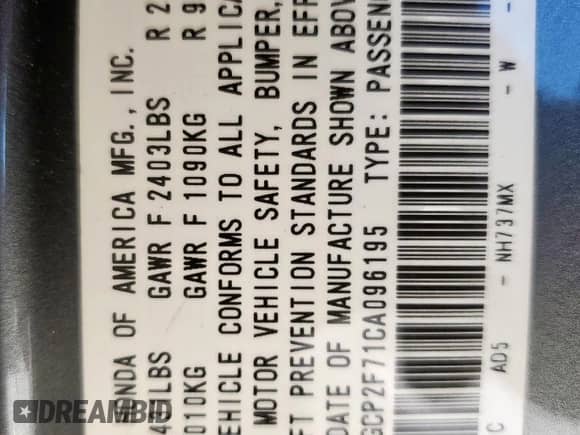 ONDA OF AMERICA MFG., INC.
LBS GAWR F 2403LBS R 2
010KG GAWR F 1090KG R 9
EHICLE CONFORMS TO ALL APPLICA
MOTOR VEHICLE SAFETY, BUMPER,
FT PREVENTION STANDARDS IN EFF
DATE OF MANUFACTURE SHOWN ABOV
GCP2F71CA096195 TYPE: PASSEN
C AD5 - NH737MX - W -
DREAMBID